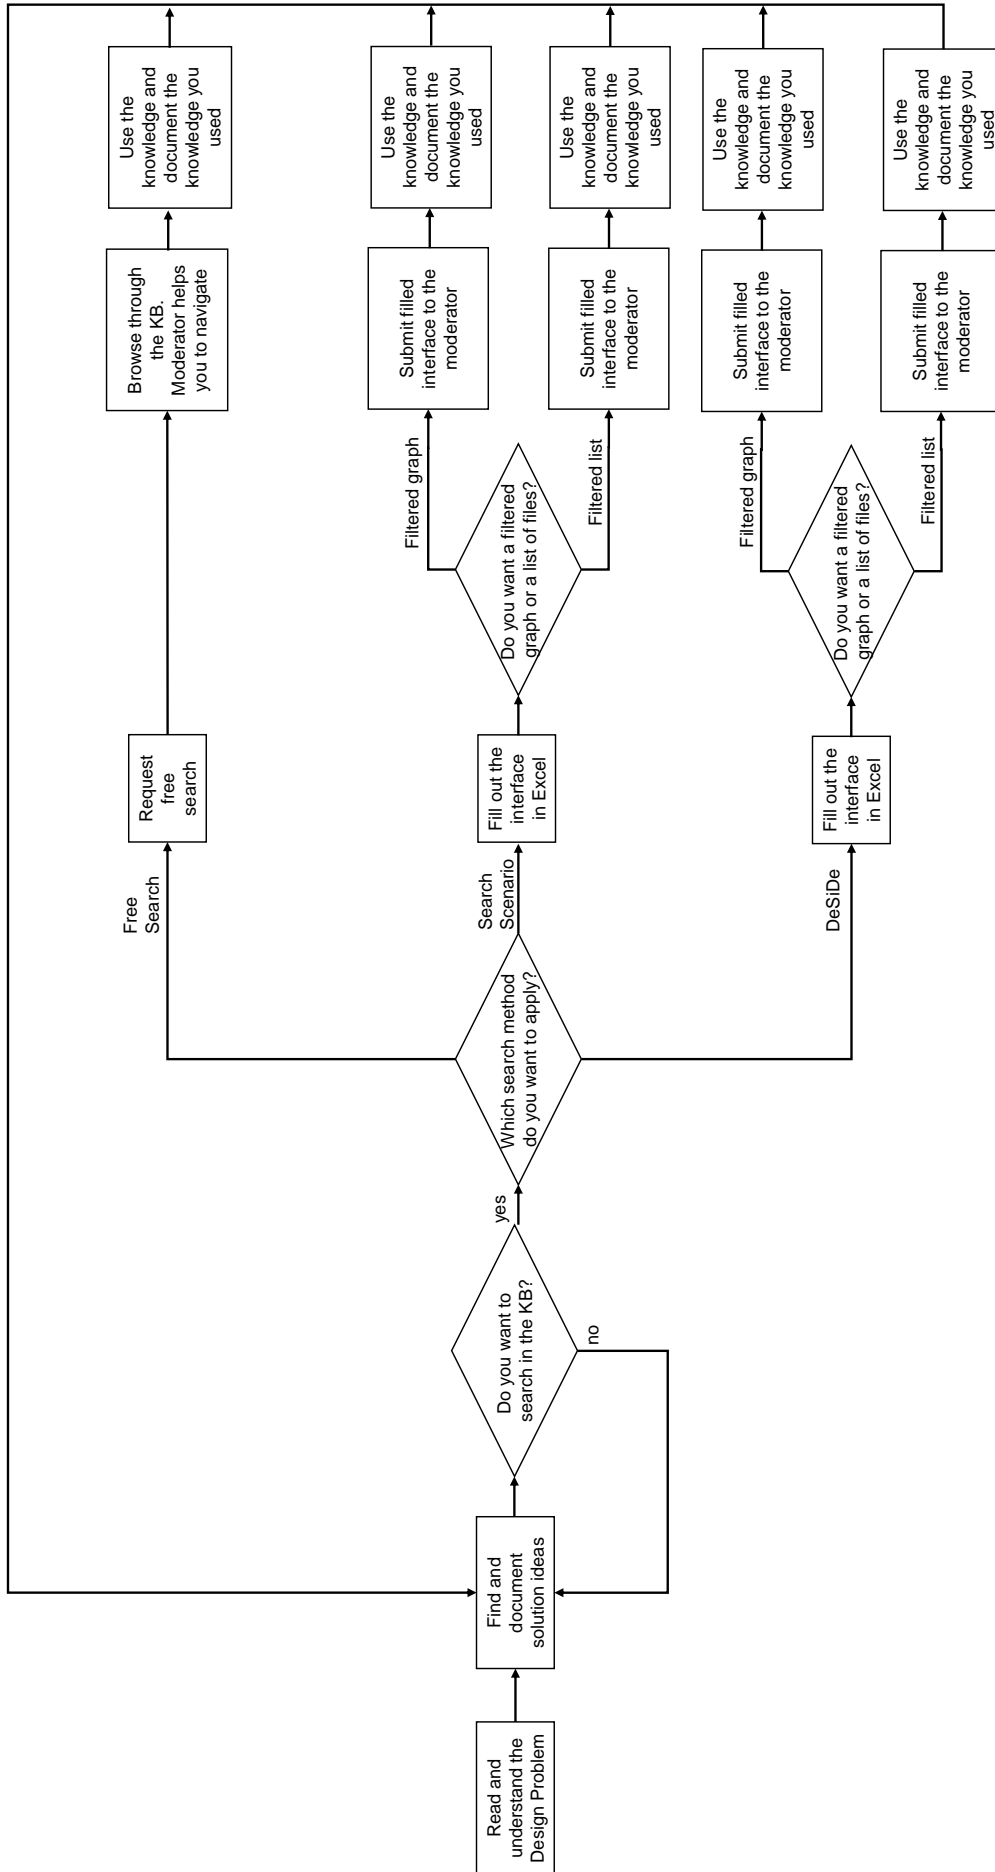 Read and
understand the
Design Problem
Find and
document
solution ideas
Do you want to
search in the KB?
yes
no
Which search method
do you want to apply?
Free
Search
Request
free
search
Browse through
the KB.
Moderator helps
you to navigate
Use the
knowledge and
document the
knowledge you
used
Search
Scenario
Fill out the
interface
in Excel
Do you want a filtered
graph or a list of files?
Filtered graph
Submit filled
interface to the
moderator
Use the
knowledge and
document the
knowledge you
used
Filtered list
Submit filled
interface to the
moderator
Use the
knowledge and
document the
knowledge you
used
DeSiDe
Fill out the
interface
in Excel
Do you want a filtered
graph or a list of files?
Filtered graph
Submit filled
interface to the
moderator
Use the
knowledge and
document the
knowledge you
used
Filtered list
Submit filled
interface to the
moderator
Use the
knowledge and
document the
knowledge you
used